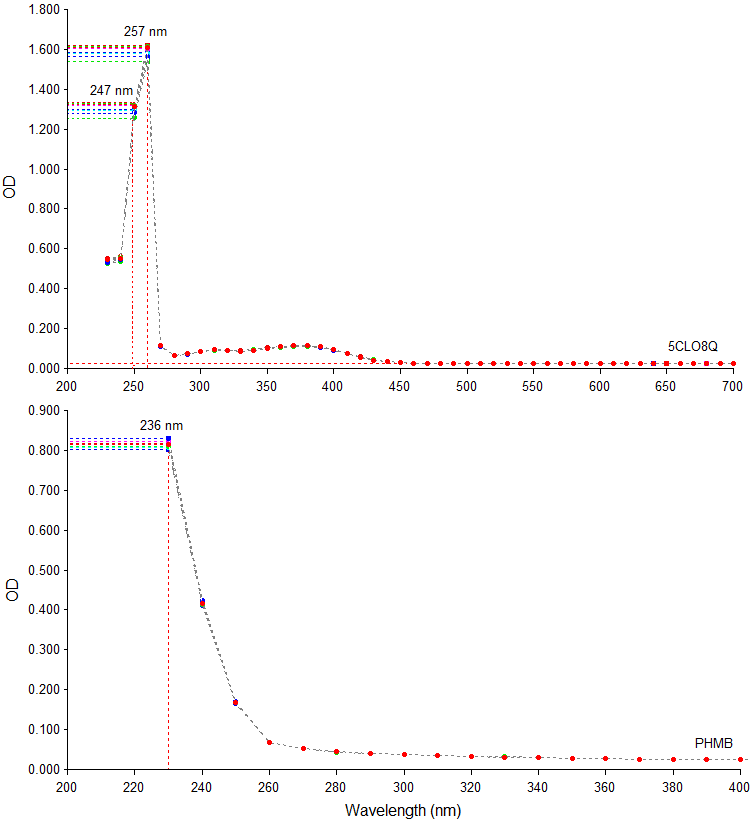 1.800
257 nm
1.600
1.400
247 nm
1.200
1.000
OD
0.800
0.600
0.400
0.200
5CLO8Q
0.000
200 250 300 350 400 450 500 550 600 650 700
0.900
236 nm
0.800
0.700
0.600
0.500
OD
0.400
0.300
0.200
0.100
PHMB
0.000
200 220 240 260 280 300 320 340 360 380 400
Wavelength (nm)